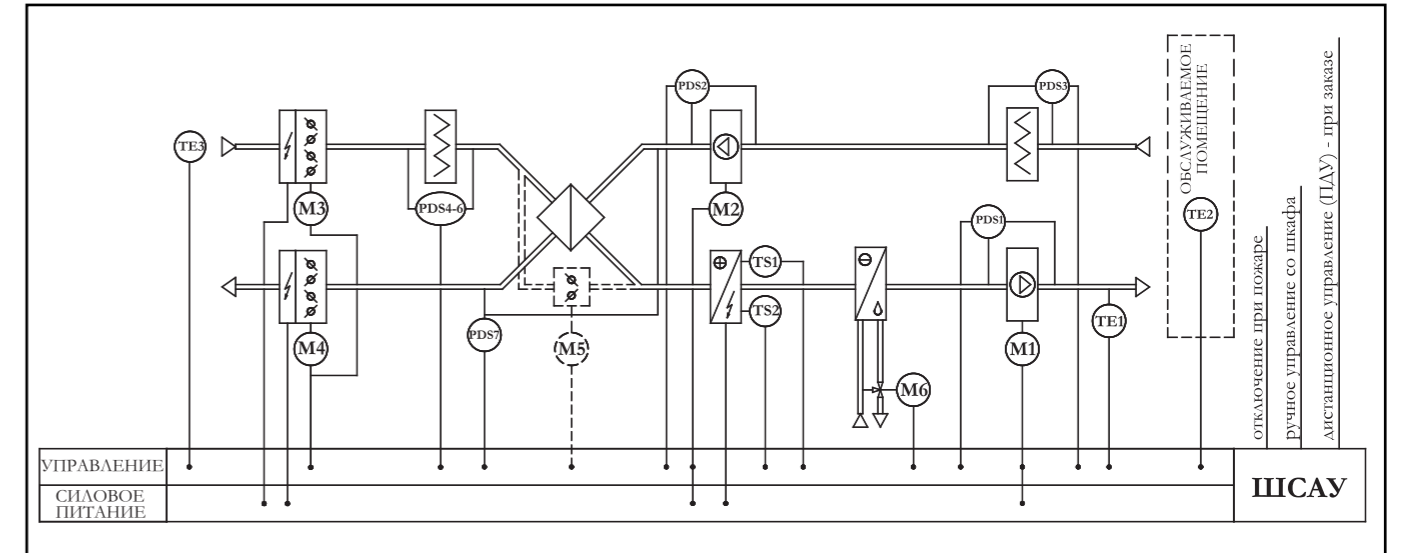 PDS2
PDS3
ОБСЛУЖИВАЕМОЕ
ПОМЕЩЕНИЕ
TE3
M3
PDS4-6
M2
PDS1
TE2
TS1
TS2
M4
PDS7
M5
M6
M1
TE1
отключение при пожаре
ручное управление со шкафа
дистанционное управление (ПДУ) - при заказе
УПРАВЛЕНИЕ
СИЛОВОЕ
ПИТАНИЕ
ШСАУ